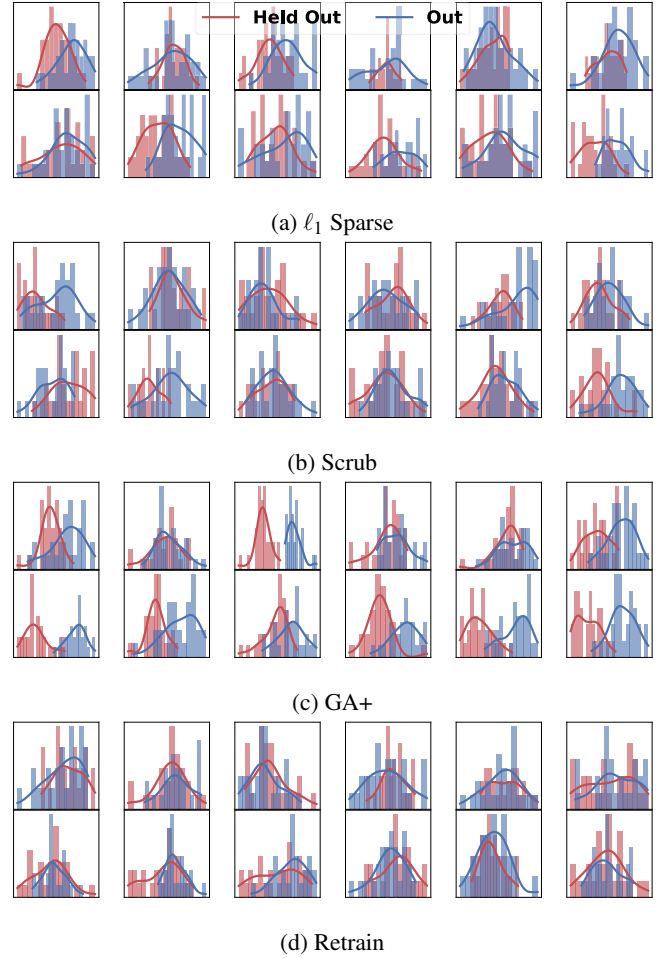 Held Out Out
(a) ℓ₁ Sparse
(b) Scrub
(c) GA+
(d) Retrain